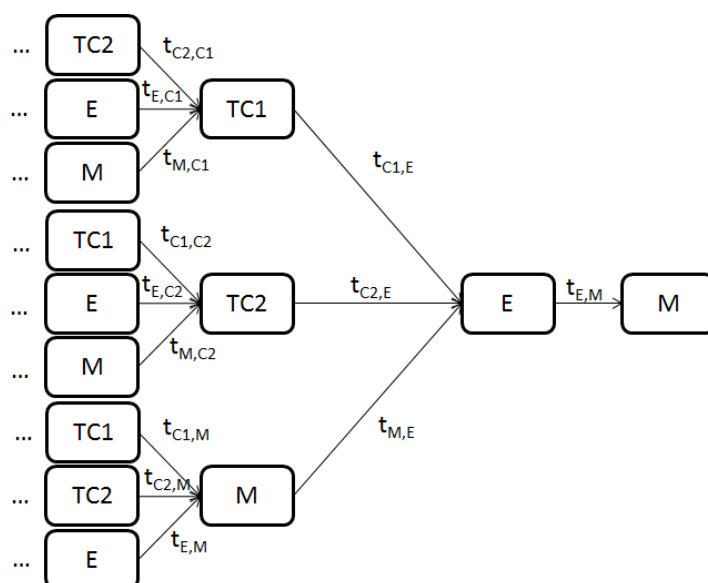 ... TC2 t_C2,C1
... E t_E,C1 TC1
... M t_M,C1
t_C1,E
... TC1 t_C1,C2
... E t_E,C2 TC2 t_C2,E E t_E,M M
... M t_M,C2
... TC1 t_C1,M t_M,E
... TC2 t_C2,M M
... E t_E,M